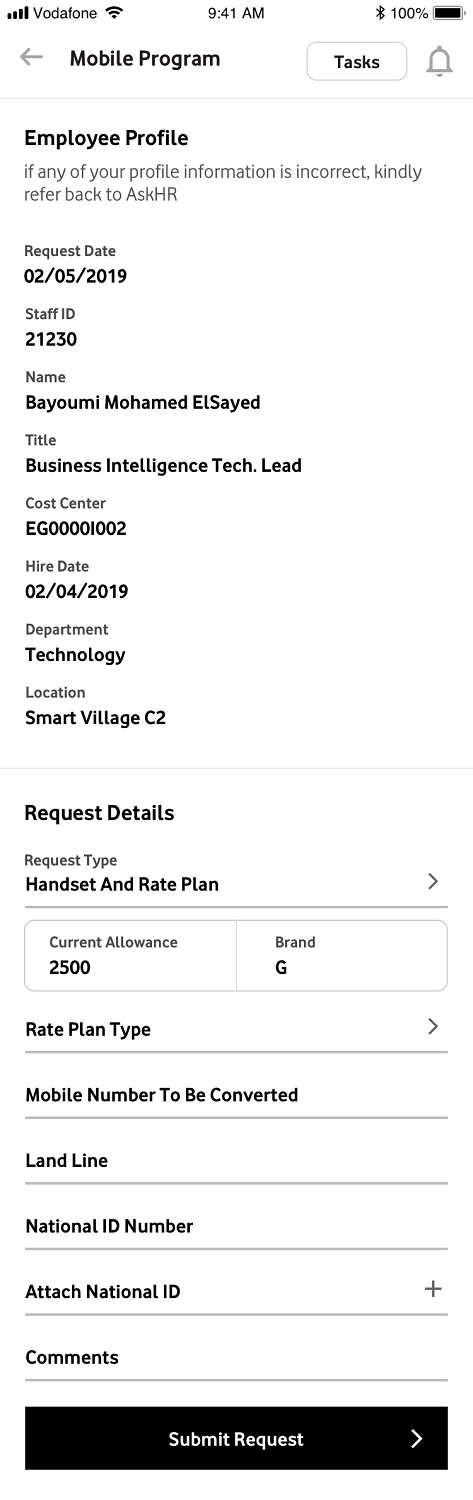 Vodafone 9:41 AM 100%
Mobile Program Tasks
Employee Profile
if any of your profile information is incorrect, kindly
refer back to AskHR
Request Date
02/05/2019
Staff ID
21230
Name
Bayoumi Mohamed ElSayed
Title
Business Intelligence Tech. Lead
Cost Center
EG0000I002
Hire Date
02/04/2019
Department
Technology
Location
Smart Village C2
Request Details
Request Type
Handset And Rate Plan
Current Allowance Brand
2500 G
Rate Plan Type
Mobile Number To Be Converted
Land Line
National ID Number
Attach National ID
Comments
Submit Request